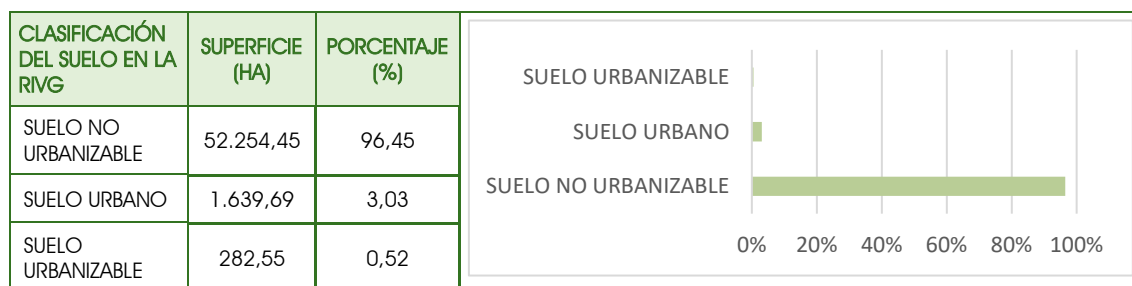 CLASIFICACIÓN
DEL SUELO EN LA
RIVG
SUPERFICIE
(HA)
PORCENTAJE
(%)
SUELO NO
URBANIZABLE
52.254,45
96,45
SUELO URBANO
1.639,69
3,03
SUELO
URBANIZABLE
282,55
0,52
SUELO URBANIZABLE
SUELO URBANO
SUELO NO URBANIZABLE
0% 20% 40% 60% 80% 100%